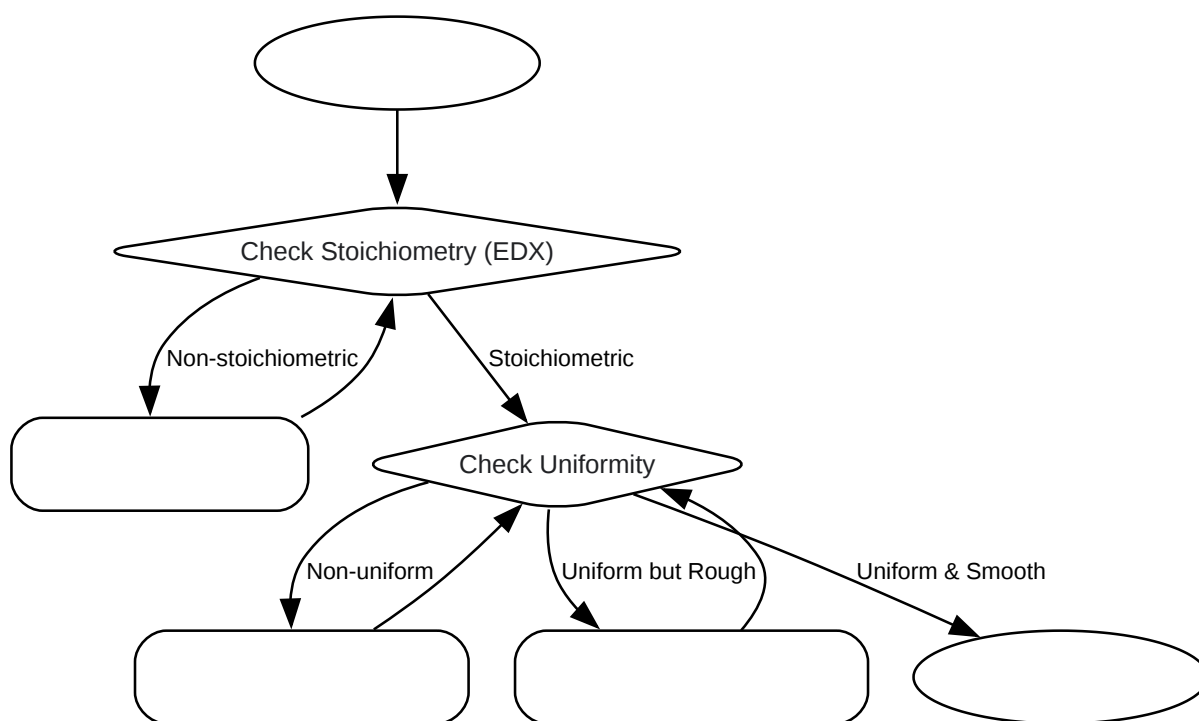 Check Stoichiometry (EDX)
Non-stoichiometric
Stoichiometric
Check Uniformity
Non-uniform
Uniform but Rough
Uniform & Smooth